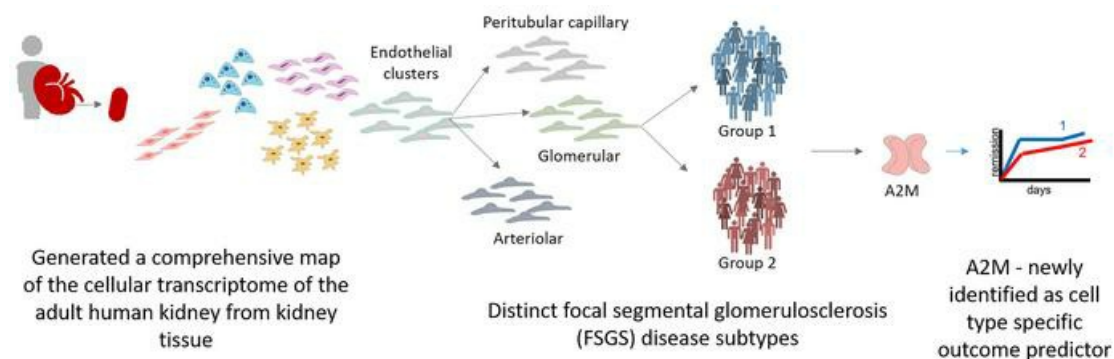 Peritubular capillary
Endothelial
clusters
Glomerular
Arteriolar
Group 1
Group 2
A2M
remission
1
2
days
Generated a comprehensive map
of the cellular transcriptome of the
adult human kidney from kidney
tissue
Distinct focal segmental glomerulosclerosis
(FSGS) disease subtypes
A2M - newly
identified as cell
type specific
outcome predictor